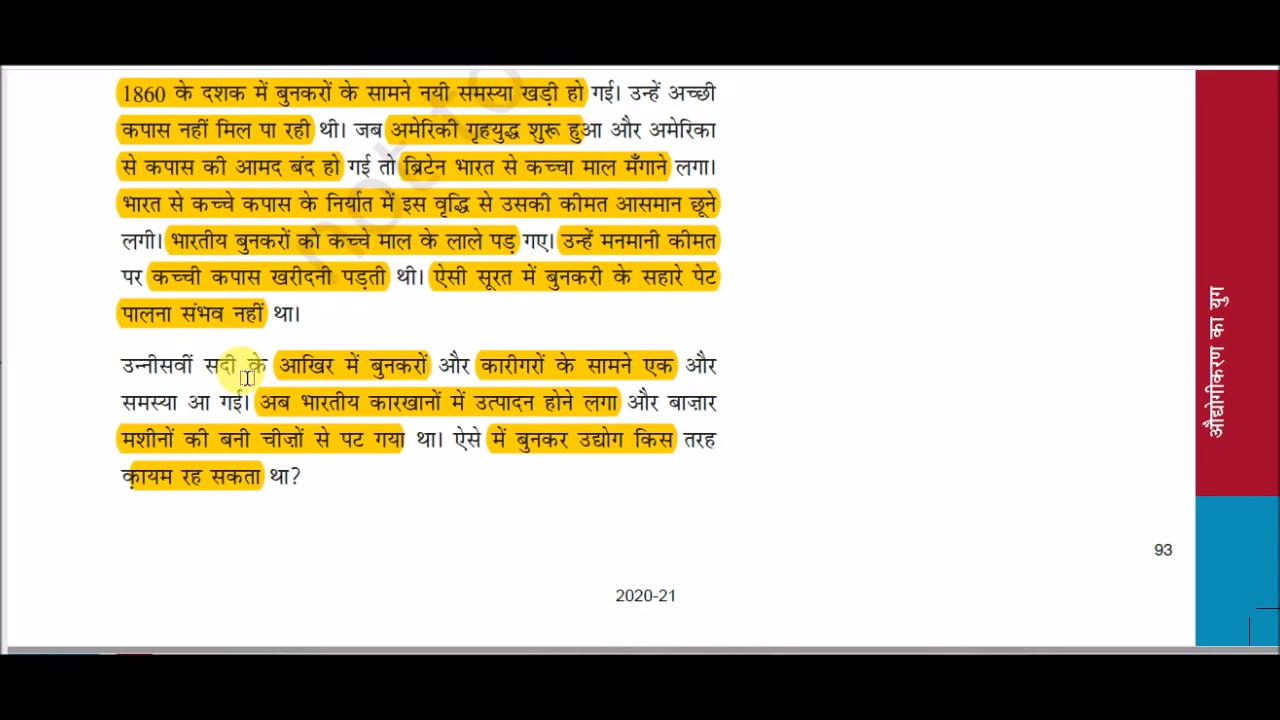 1860 के दशक में बुनकरों के सामने नयी समस्या खड़ी हो गई। उन्हें अच्छी
कपास नहीं मिल पा रही थी। जब अमेरिकी गृहयुद्ध शुरू हुआ और अमेरिका
से कपास की आमद बंद हो गई तो ब्रिटेन भारत से कच्चा माल मँगाने लगा।
भारत से कच्चे कपास के निर्यात में इस वृद्धि से उसकी कीमत आसमान छूने
लगी। भारतीय बुनकरों को कच्चे माल के लाले पड़ गए। उन्हें मनमानी कीमत
पर कच्ची कपास खरीदनी पड़ती थी। ऐसी सूरत में बुनकरी के सहारे पेट
पालना संभव नहीं था।
उन्नीसवीं सदी के आखिर में बुनकरों और कारीगरों के सामने एक और
समस्या आ गई। अब भारतीय कारखानों में उत्पादन होने लगा और बाज़ार
मशीनों की बनी चीज़ों से पट गया था। ऐसे में बुनकर उद्योग किस तरह
क़ायम रह सकता था?
औद्योगीकरण का युग
93
2020-21
not to